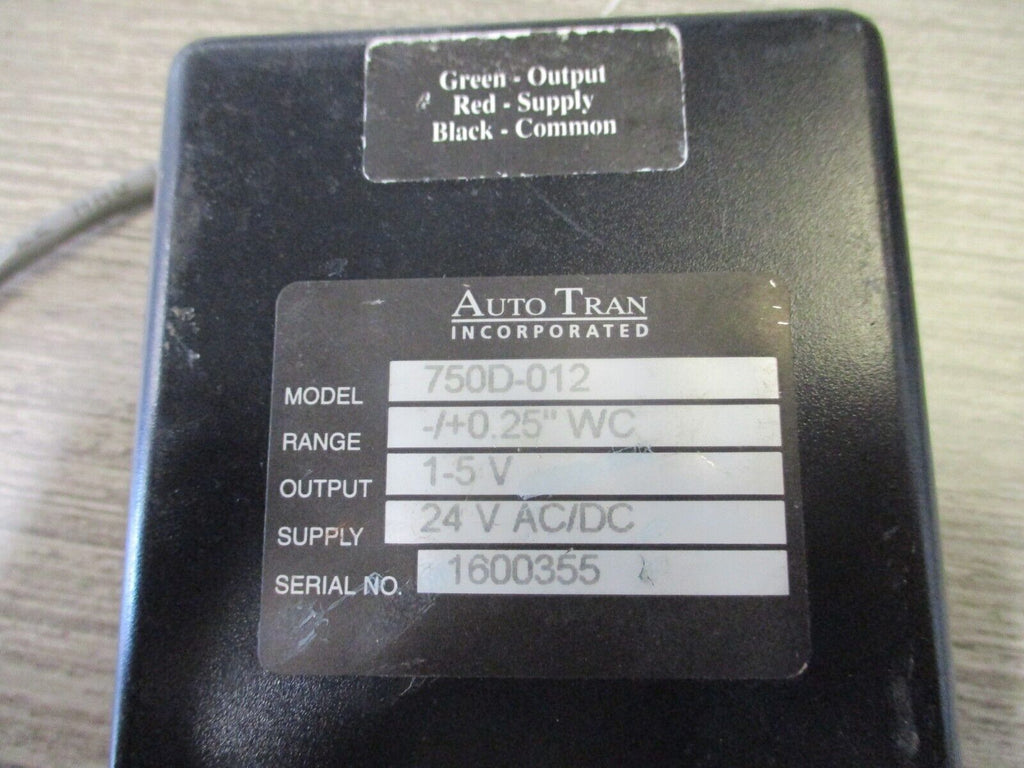 Green - Output
Red - Supply
Black - Common
AUTO TRAN
INCORPORATED
MODEL 750D-012
RANGE -/+0.25" WC
OUTPUT 1-5 V
SUPPLY 24 V AC/DC
SERIAL NO. 1600355